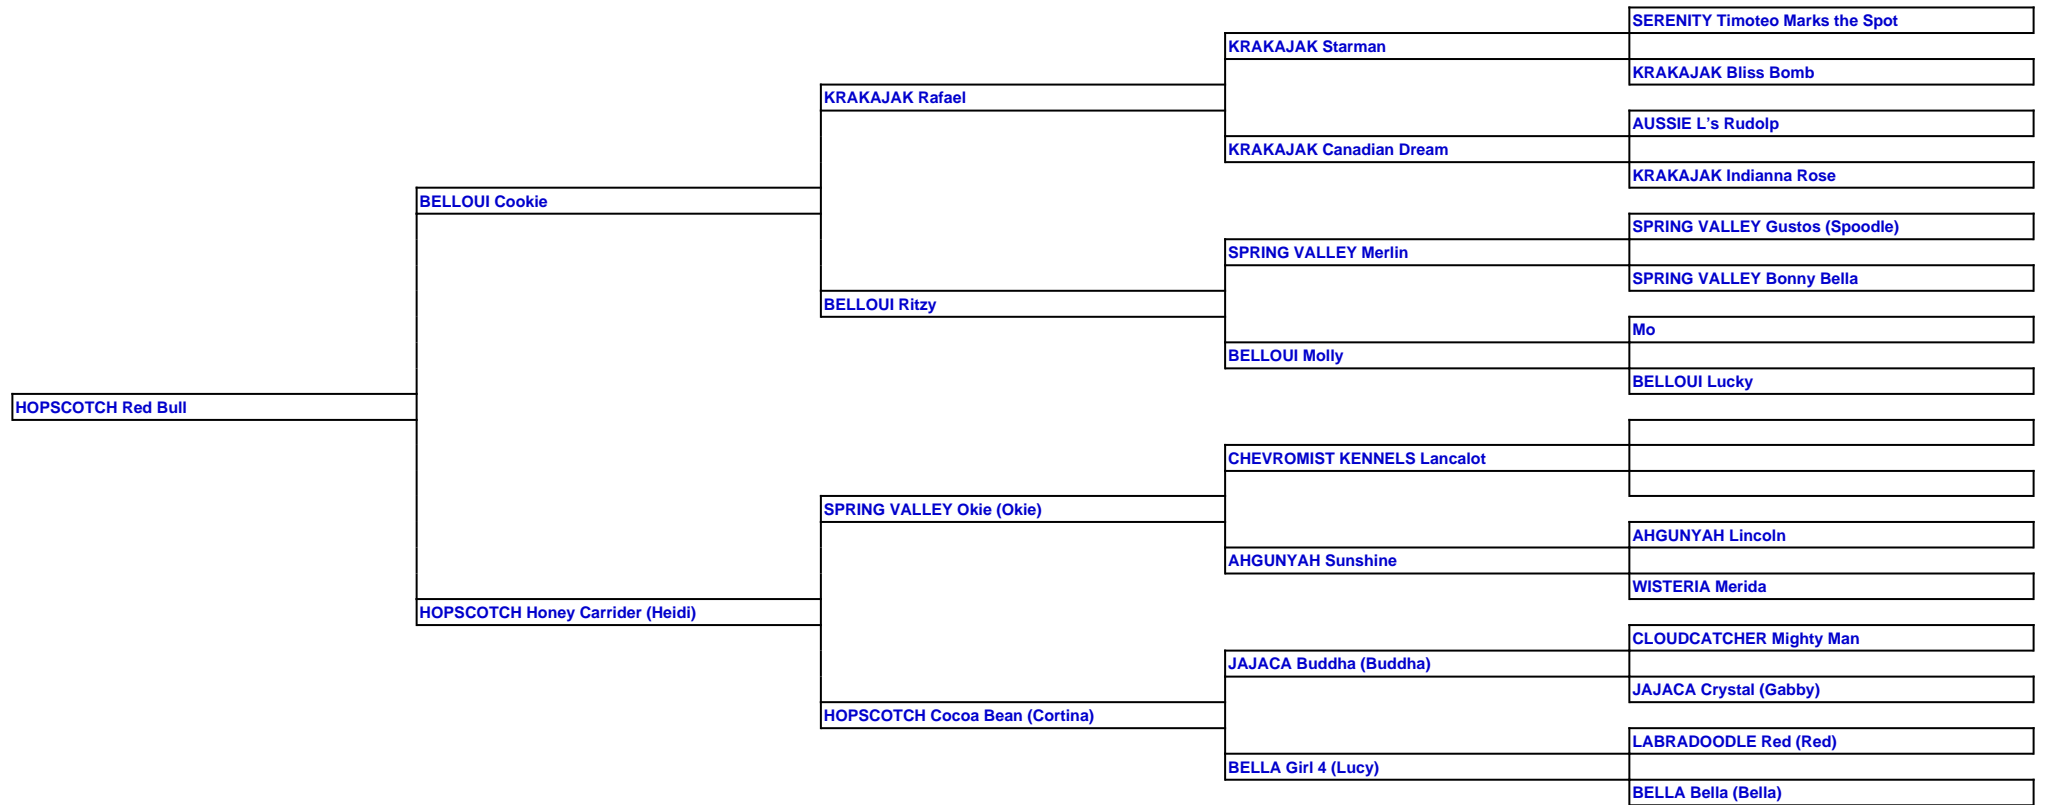 SERENITY Timoteo Marks the Spot
KRAKAJAK Starman
KRAKAJAK Bliss Bomb
KRAKAJAK Rafael
AUSSIE L's Rudolp
KRAKAJAK Canadian Dream
KRAKAJAK Indianna Rose
BELLOUI Cookie
SPRING VALLEY Gustos (Spoodle)
SPRING VALLEY Merlin
SPRING VALLEY Bonny Bella
BELLOUI Ritzy
Mo
BELLOUI Molly
BELLOUI Lucky
HOPSCOTCH Red Bull
CHEVROMIST KENNELS Lancalot
SPRING VALLEY Okie (Okie)
AHGUNYAH Lincoln
AHGUNYAH Sunshine
WISTERIA Merida
HOPSCOTCH Honey Carrider (Heidi)
CLOUDCATCHER Mighty Man
JAJACA Buddha (Buddha)
JAJACA Crystal (Gabby)
HOPSCOTCH Cocoa Bean (Cortina)
LABRADOODLE Red (Red)
BELLA Girl 4 (Lucy)
BELLA Bella (Bella)